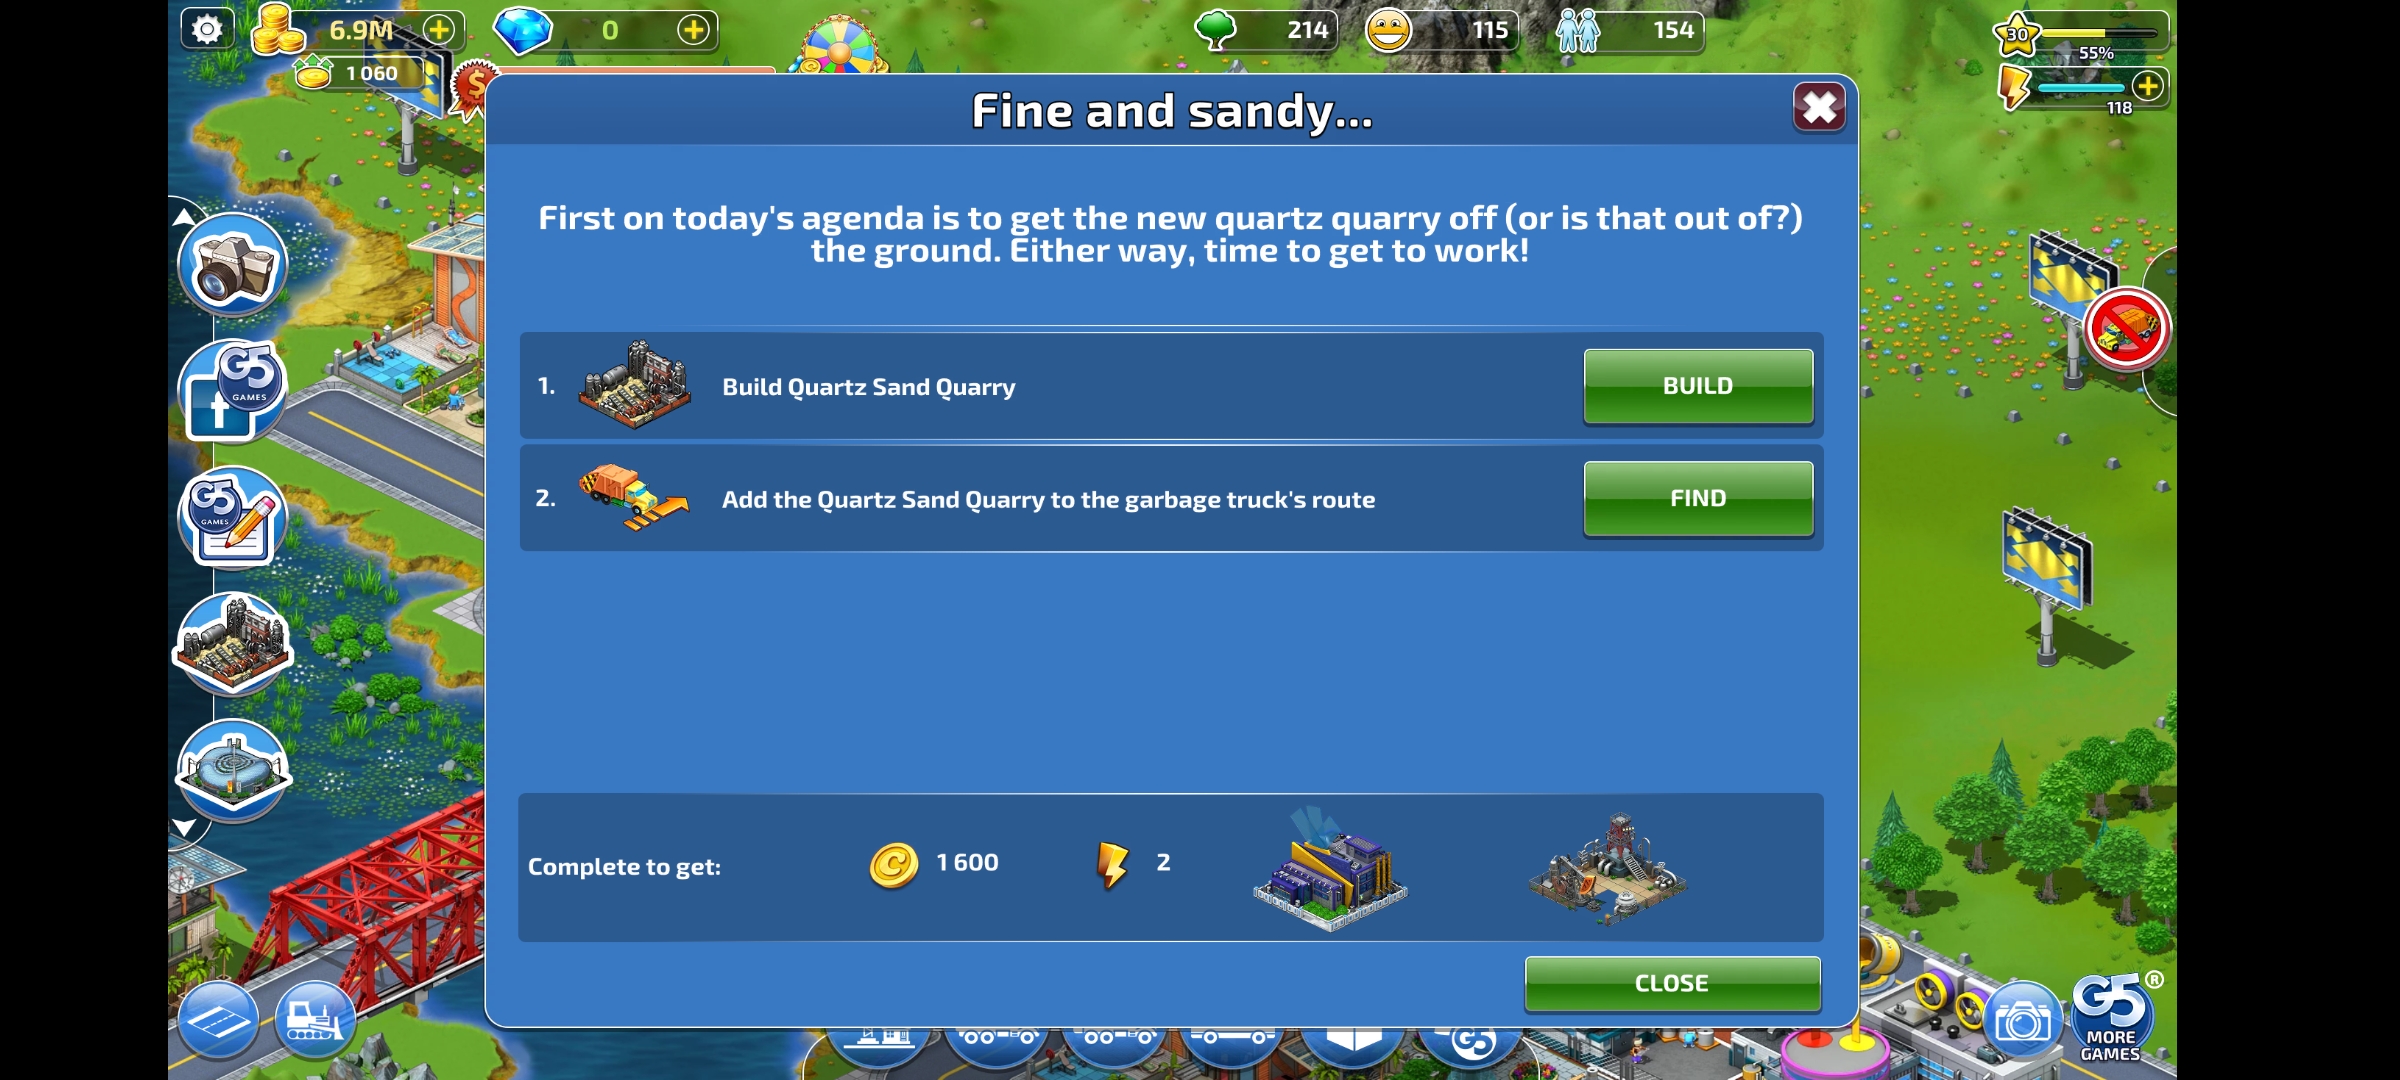 6.9M
0
214
115
154
30
55%
1 060
118
Fine and sandy...
First on today's agenda is to get the new quartz quarry off (or is that out of?)
the ground. Either way, time to get to work!
1.
Build Quartz Sand Quarry
BUILD
2.
Add the Quartz Sand Quarry to the garbage truck's route
FIND
Complete to get:
1 600
2
CLOSE
G5
GAMES
f
G5
GAMES
G5
G5 ®
MORE
GAMES